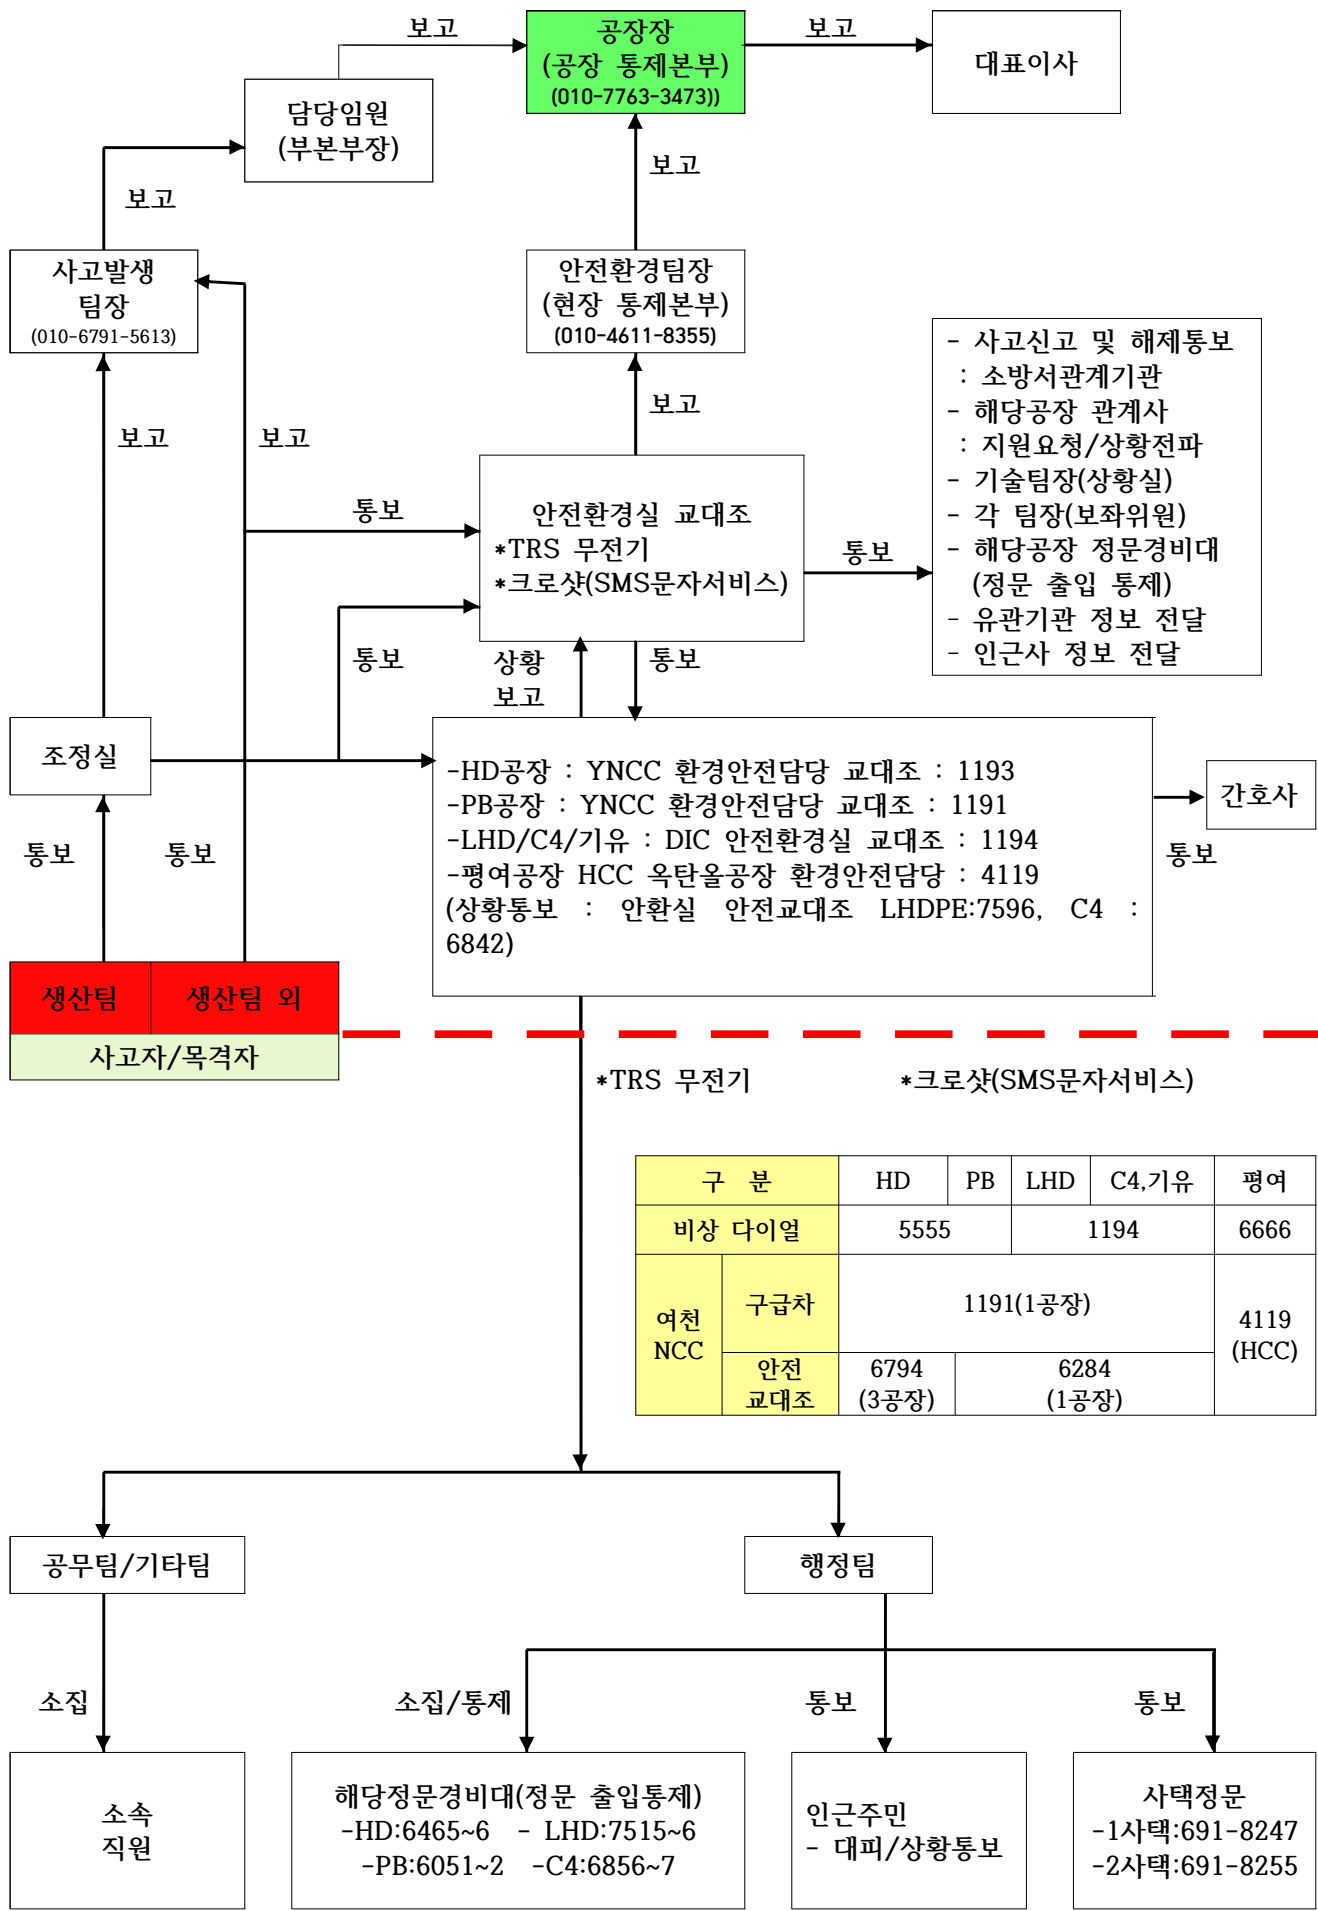 보고
공장장
(공장 통제본부)
(010-7763-3473))
보고
대표이사
담당임원
(부본부장)
보고
보고
사고발생
팀장
(010-6791-5613)
안전환경팀장
(현장 통제본부)
(010-4611-8355)
- 사고신고 및 해제통보
: 소방서관계기관
- 해당공장 관계사
: 지원요청/상황전파
- 기술팀장(상황실)
- 각 팀장(보좌위원)
- 해당공장 정문경비대
(정문 출입 통제)
- 유관기관 정보 전달
- 인근사 정보 전달
보고
보고
보고
통보
안전환경실 교대조
*TRS 무전기
*크로샷(SMS문자서비스)
통보
통보
상황
보고
통보
조정실
-HD공장 : YNCC 환경안전담당 교대조 : 1193
-PB공장 : YNCC 환경안전담당 교대조 : 1191
-LHD/C4/기유 : DIC 안전환경실 교대조 : 1194
-평여공장 HCC 옥탄올공장 환경안전담당 : 4119
(상황통보 : 안환실 안전교대조 LHDPE:7596, C4 :
6842)
간호사
통보
통보
통보
생산팀
생산팀 외
사고자/목격자
*TRS 무전기
*크로샷(SMS문자서비스)
구 분 HD PB LHD C4,기유 평여
비상 다이얼 5555 1194 6666
여천
NCC
구급차
1191(1공장)
4119
(HCC)
안전
교대조
6794
(3공장)
6284
(1공장)
공무팀/기타팀
행정팀
소집
소집/통제
통보
통보
소속
직원
해당정문경비대(정문 출입통제)
-HD:6465~6 - LHD:7515~6
-PB:6051~2 -C4:6856~7
인근주민
- 대피/상황통보
사택정문
-1사택:691-8247
-2사택:691-8255